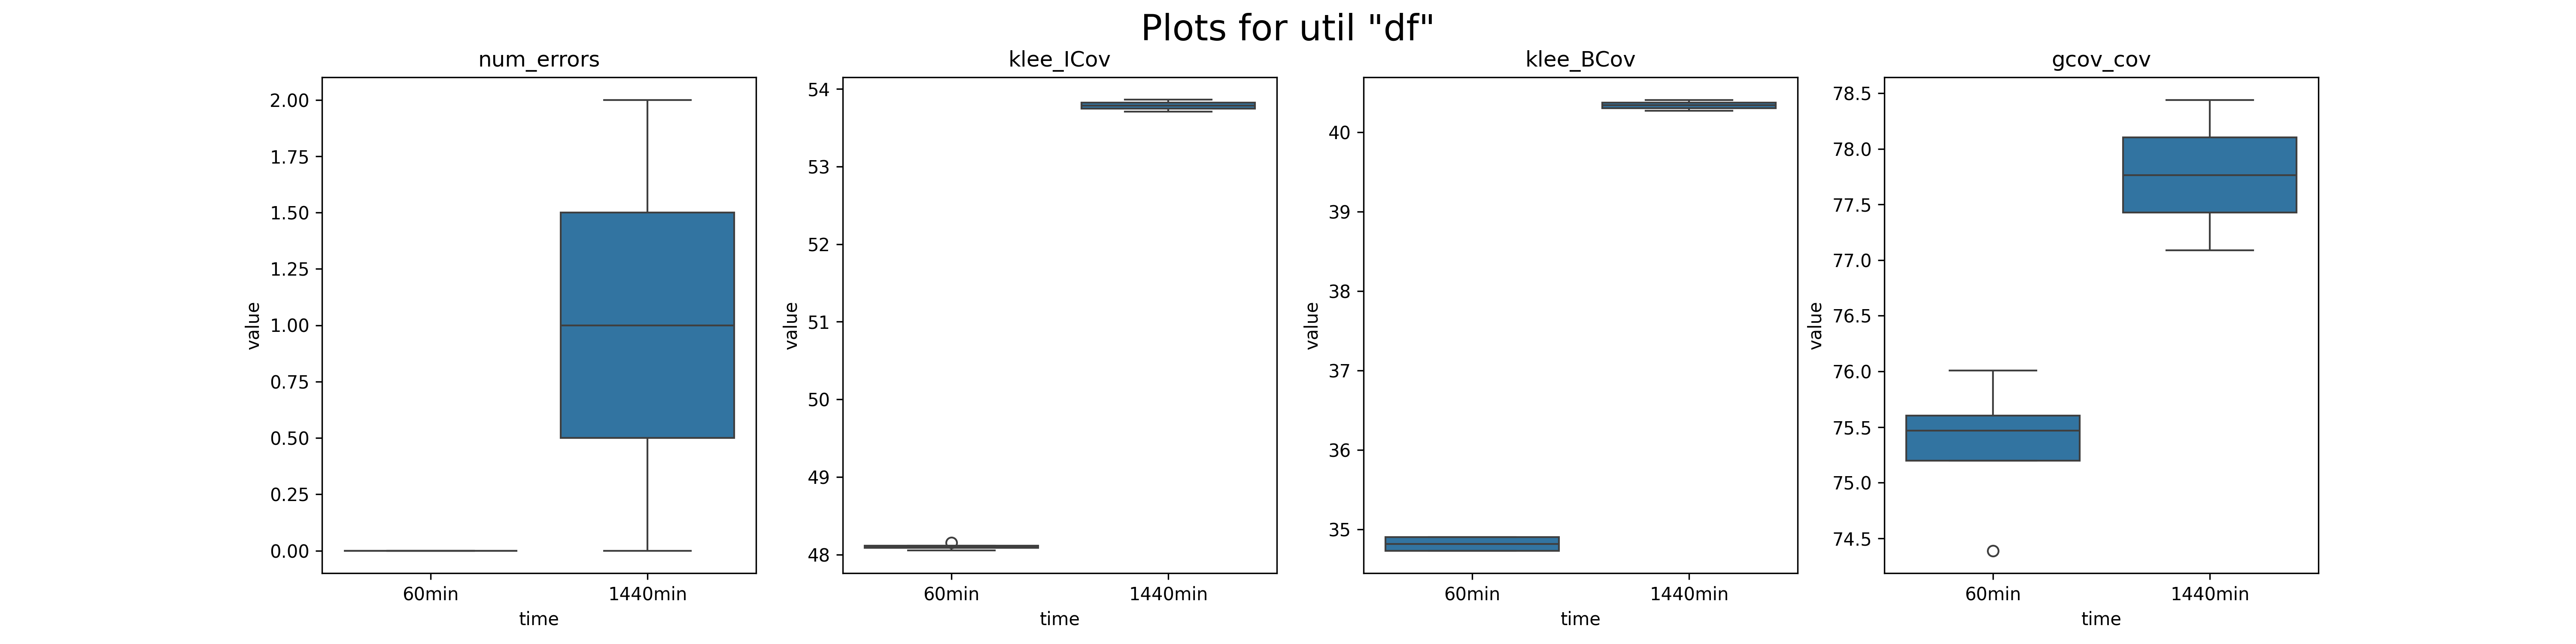 Plots for util "df"
num_errors
2.00
1.75
1.50
1.25
1.00
0.75
0.50
0.25
0.00
value
60min
1440min
time
klee_ICov
54
53
52
51
50
49
48
value
60min
1440min
time
klee_BCov
40
39
38
37
36
35
value
60min
1440min
time
gcov_cov
78.5
78.0
77.5
77.0
76.5
76.0
75.5
75.0
74.5
value
60min
1440min
time